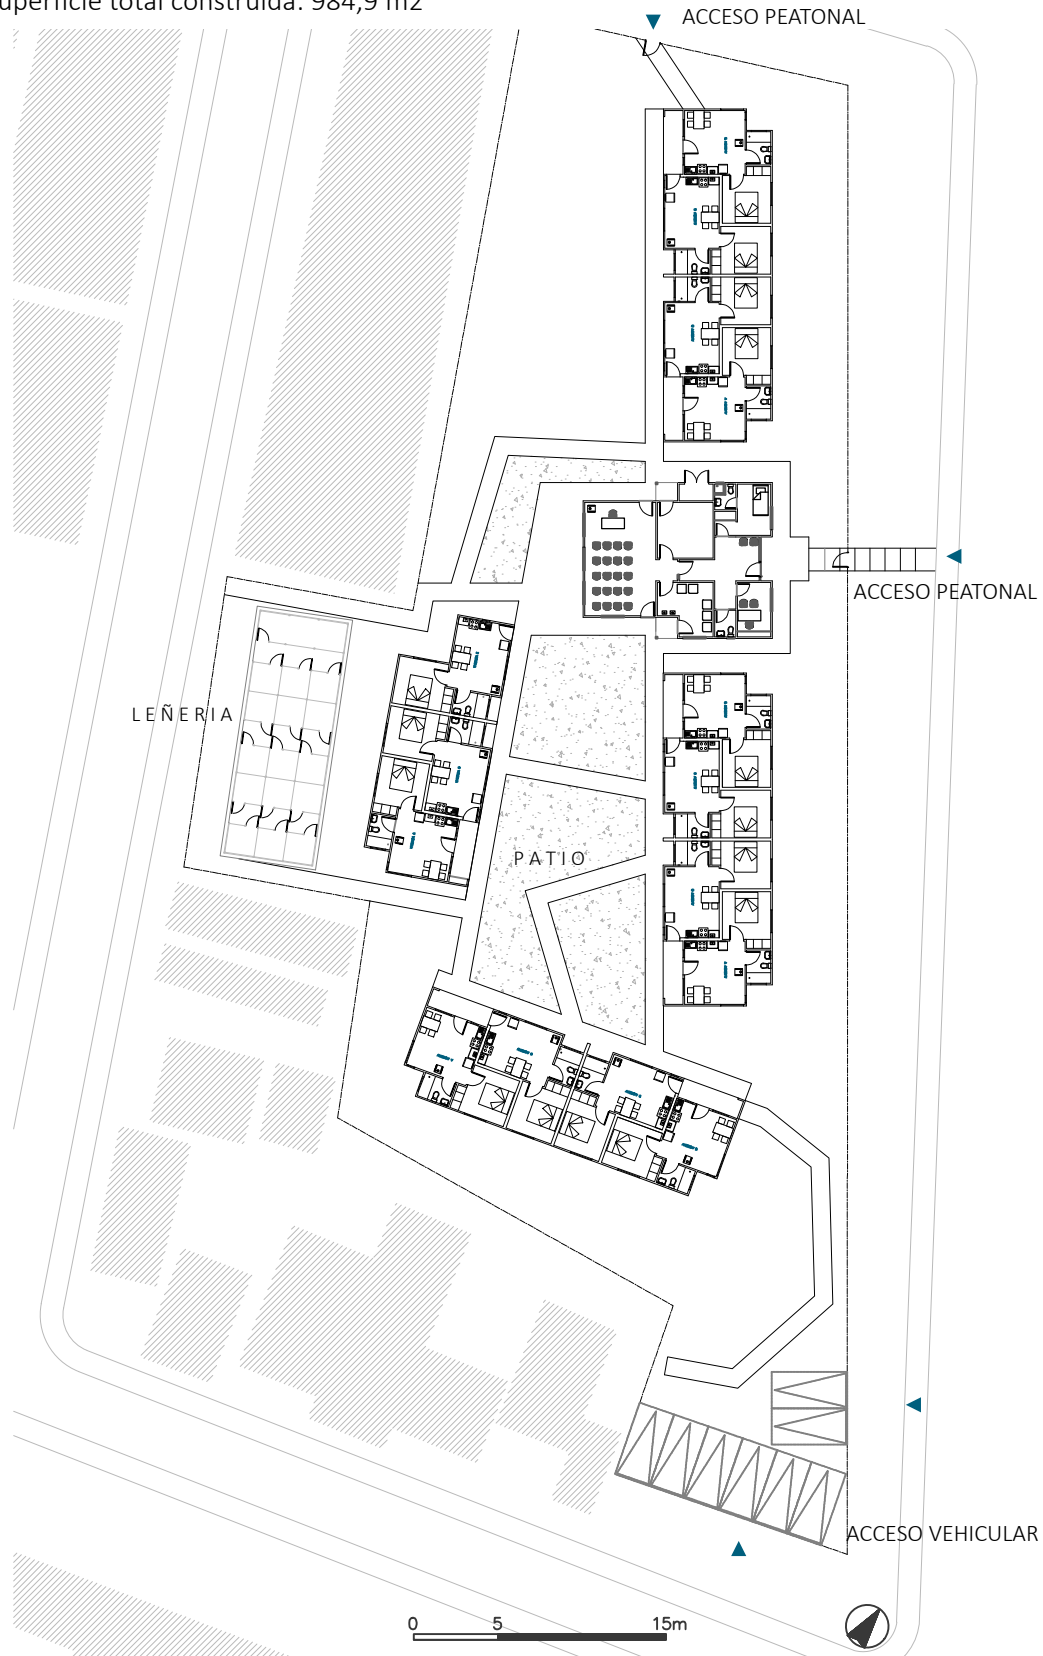 uperficie total construida: 984,9 m2
ACCESO PEATONAL
ACCESO PEATONAL
LEÑERIA
PATIO
ACCESO VEHICULAR
0 5 15m